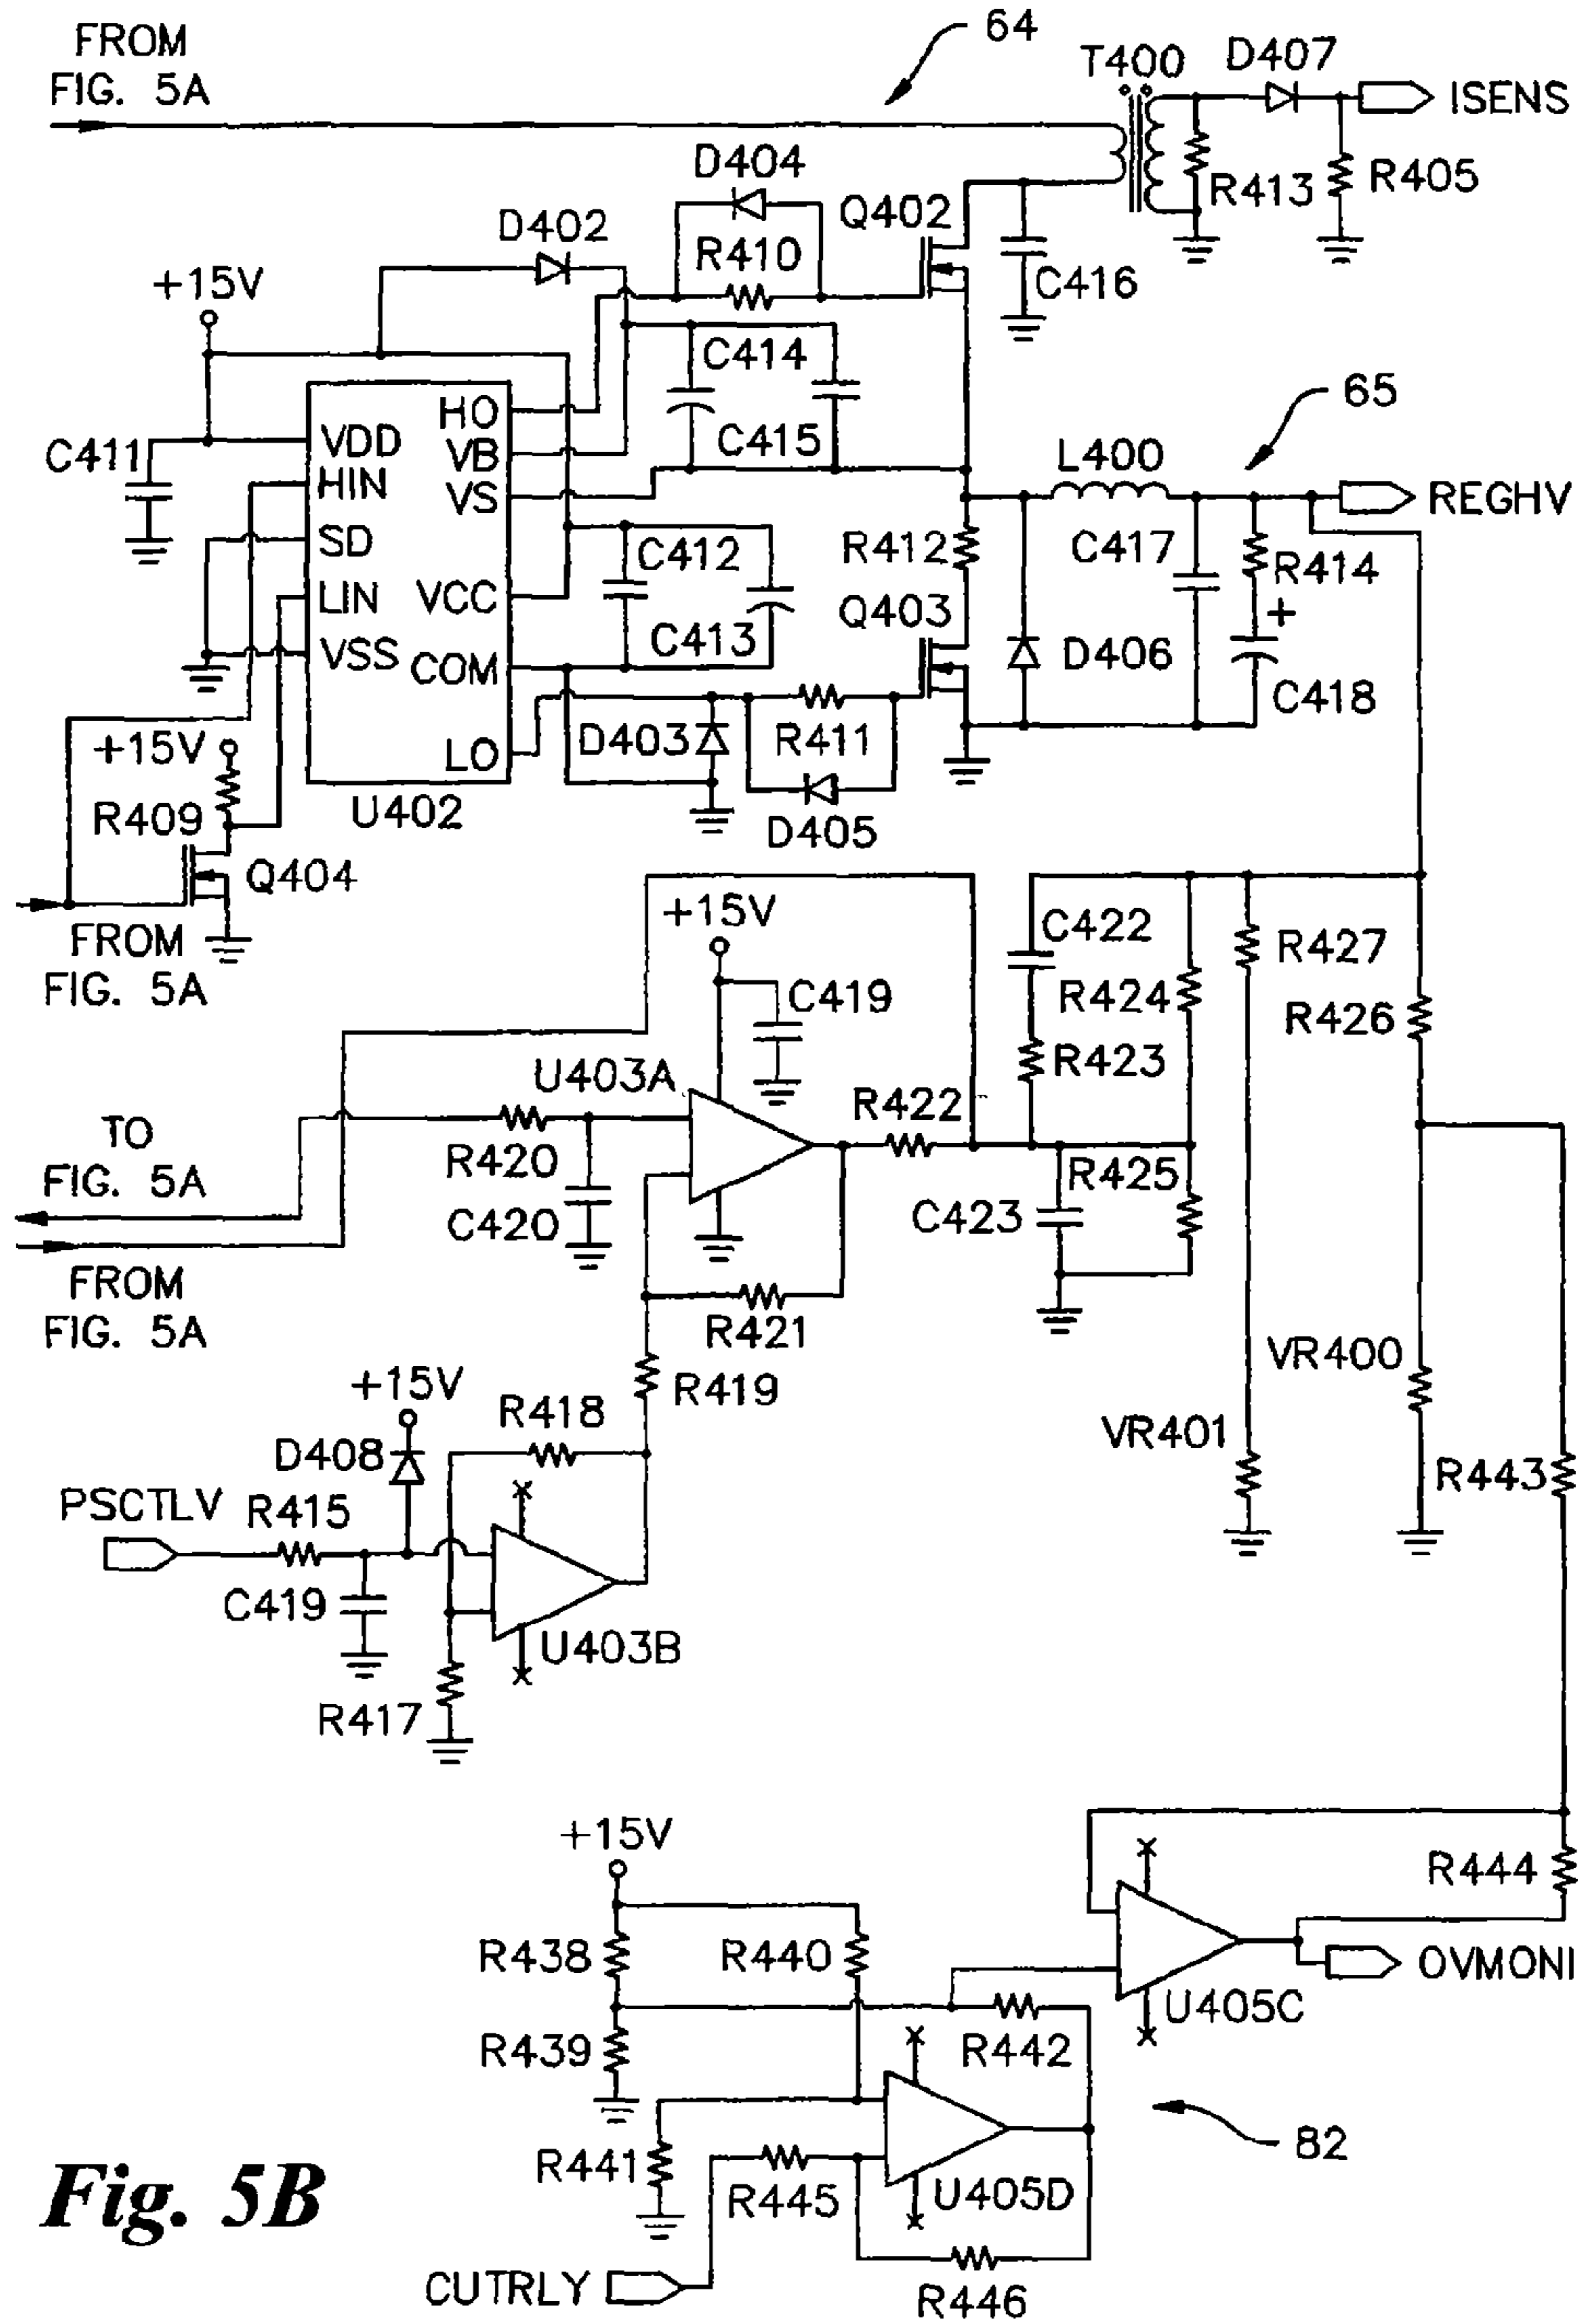 FROM
FIG. 5A
64
T400
D407
ISENS
D404
Q402
R413
R405
D402
R410
C416
+15V
C414
65
HO
C411
VDD
VB
C415
L400
HIN
VS
REGHV
SD
C412
R412
C417
R414
LIN
VCC
+
C413
Q403
VSS
COM
D406
C418
+15V
LO
D403
R411
R409
U402
D405
Q404
FROM
FIG. 5A
+15V
C422
R427
C419
R424
R426
U403A
R423
R422
TO
FIG. 5A
R420
R425
C420
C423
FROM
FIG. 5A
R421
VR400
+15V
R418
R419
VR401
D408
R443
PSCTLV
R415
C419
U403B
R417
+15V
R444
R438
R440
OVMONI
U405C
R439
R442
82
R441
R445
U405D
Fig. 5B
CUTRLY
R446